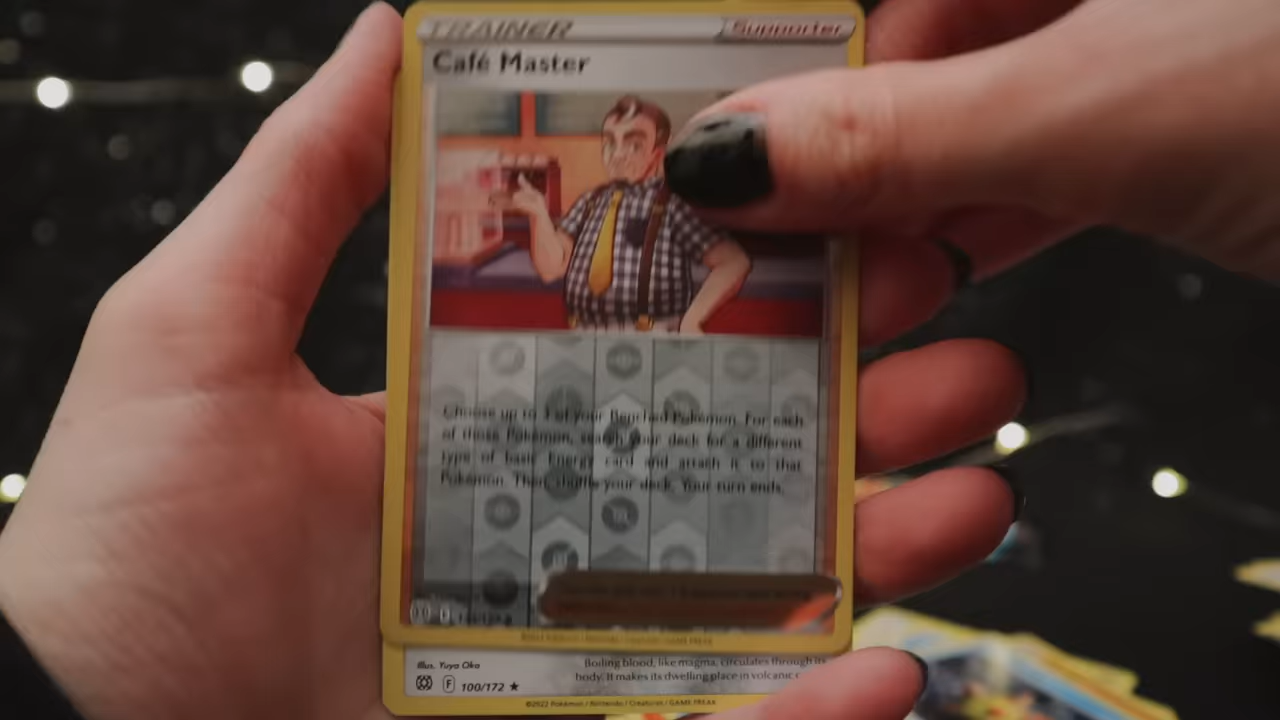 TRAINER
Supporter
Café Master
Choose up to 3 of your Benched Pokémon. For each
of those Pokémon, search your deck for a different
type of basic Energy card and attach it to that
Pokémon. Then, shuffle your deck. Your turn ends.
Illus. Yuya Oka
Boiling blood, like magma, circulates through its
body. It makes its dwelling place in volcanic
F 100/172 ★
©2022 Pokémon / Nintendo / Creatures / GAME FREAK